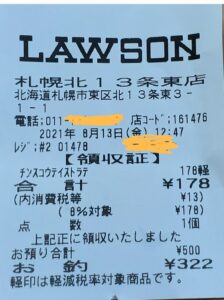 LAWSON
札幌北13条東店
北海道札幌市東区北13条東3-
1-1
電話:011- 店コード:161476
2021年 8月13日(金) 12:47
レジ:#2 01478
【領収証】
チンスコウテイストラテ 178軽
合計 ¥178
(内消費税等 ¥13)
( 8%対象 ¥178)
点 数 1個
上記正に領収いたしました
お預り合計 ¥500
お釣 ¥322
軽印は軽減税率対象商品です。